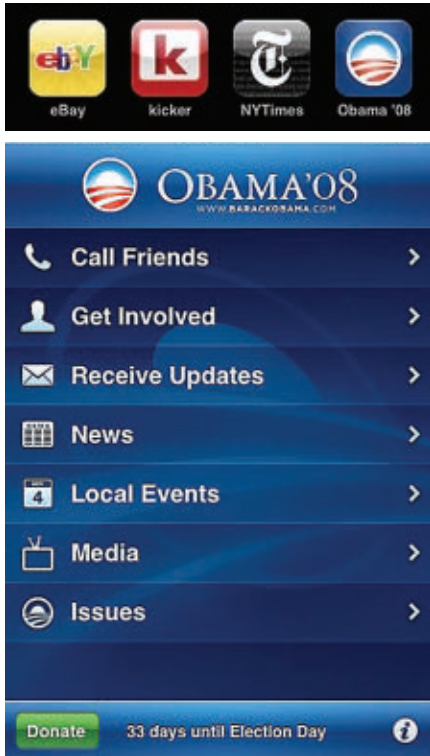 ebY
k
T
eBay kicker NYTimes Obama '08
OBAMA'08
WWW.BARACKOBAMA.COM
Call Friends
Get Involved
Receive Updates
News
4
Local Events
Media
Issues
Donate 33 days until Election Day i